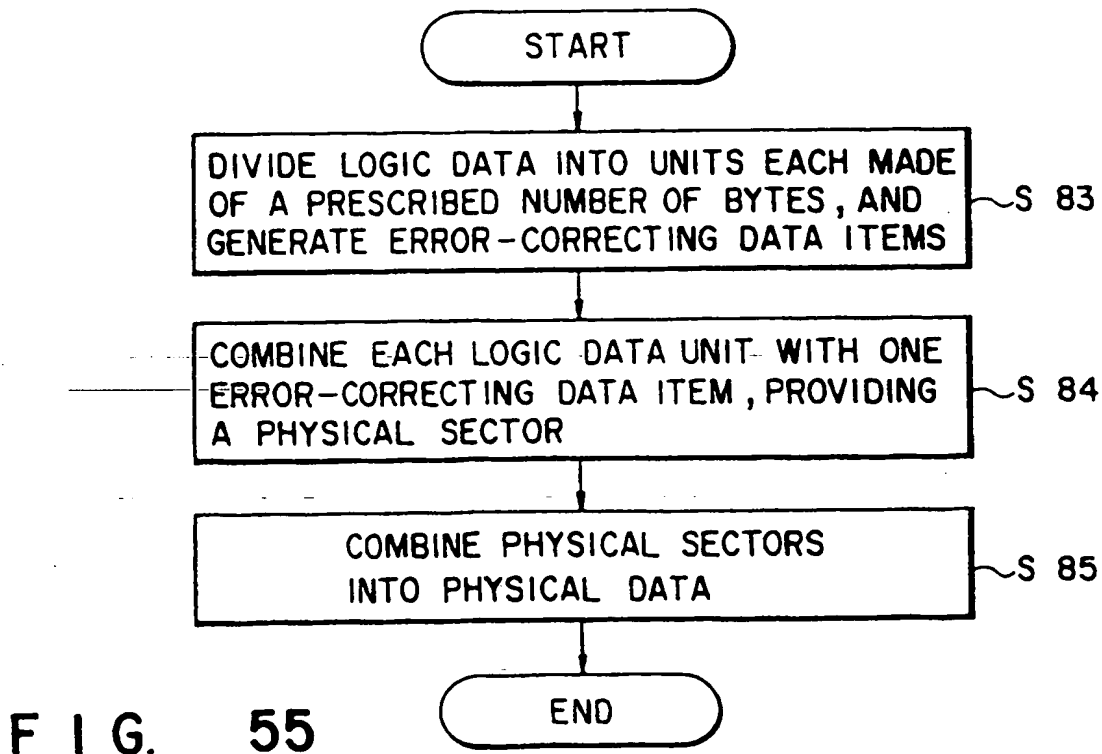 START
DIVIDE LOGIC DATA INTO UNITS EACH MADE
OF A PRESCRIBED NUMBER OF BYTES, AND
GENERATE ERROR-CORRECTING DATA ITEMS
S 83
COMBINE EACH LOGIC DATA UNIT WITH ONE
ERROR-CORRECTING DATA ITEM, PROVIDING
A PHYSICAL SECTOR
S 84
COMBINE PHYSICAL SECTORS
INTO PHYSICAL DATA
S 85
END
FIG. 55